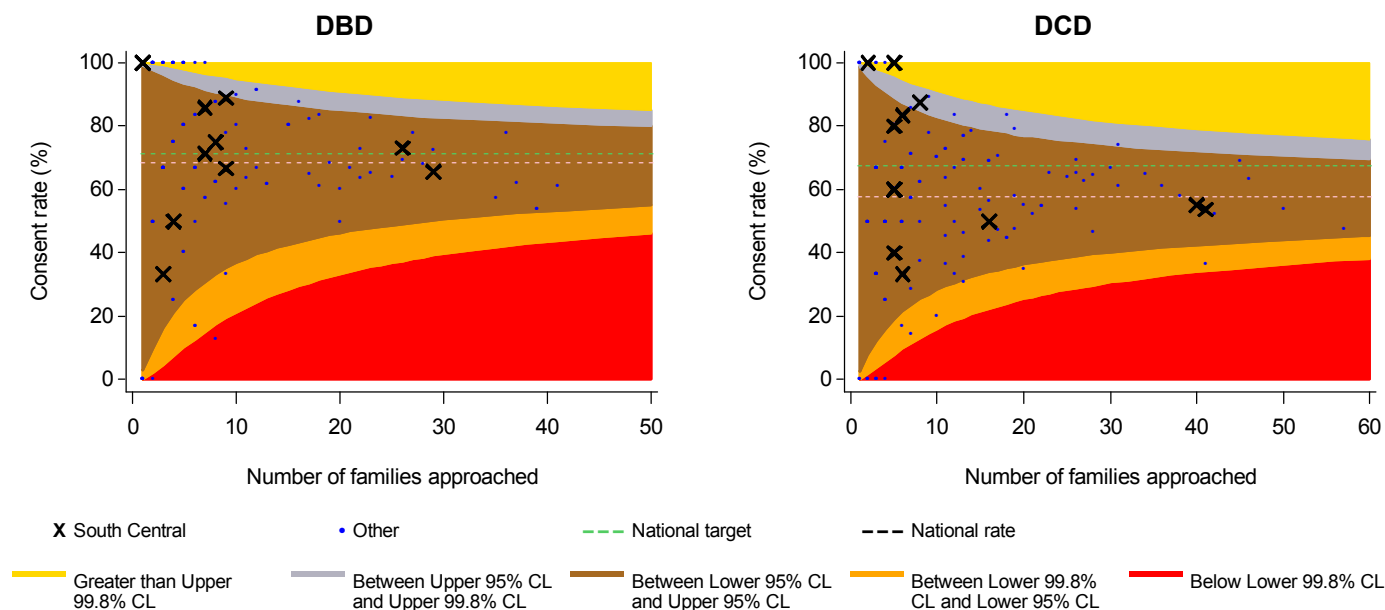 DBD
DCD
100
80
60
40
20
0
Consent rate (%)
0 10 20 30 40 50
Number of families approached
100
80
60
40
20
0
Consent rate (%)
0 10 20 30 40 50 60
Number of families approached
X South Central
Other
National target
National rate
Greater than Upper
99.8% CL
Between Upper 95% CL
and Upper 99.8% CL
Between Lower 95% CL
and Upper 95% CL
Between Lower 99.8%
CL and Lower 95% CL
Below Lower 99.8% CL